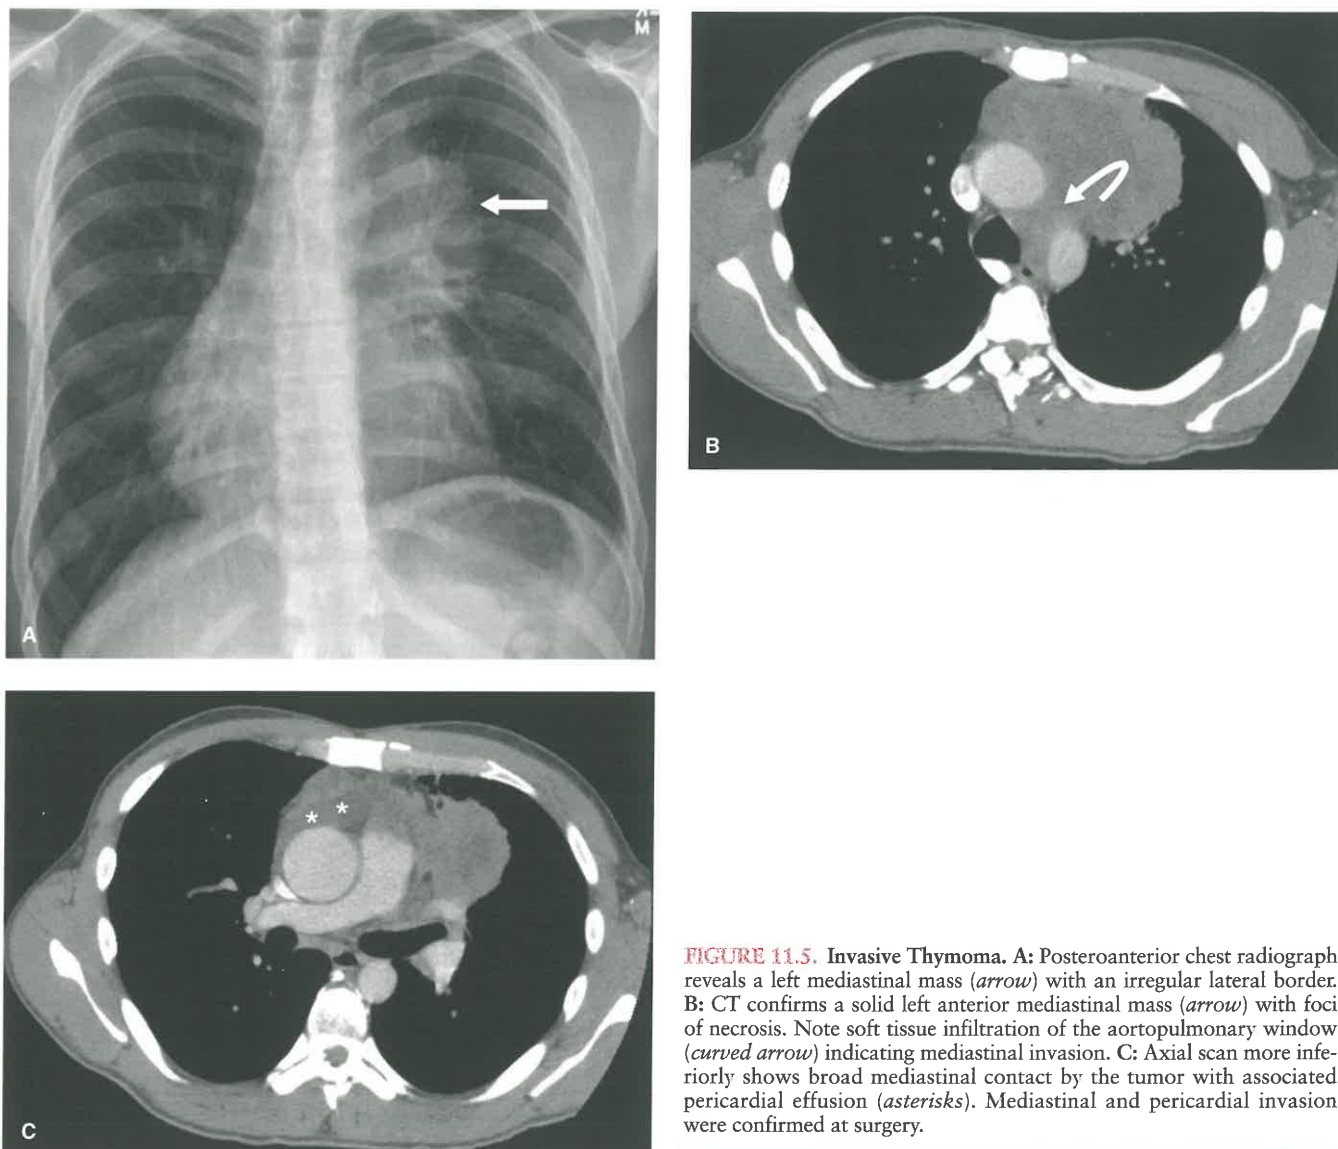 M
A
B
* *
C
FIGURE 11.5. Invasive Thymoma. A: Posteroanterior chest radiograph
reveals a left mediastinal mass (arrow) with an irregular lateral border.
B: CT confirms a solid left anterior mediastinal mass (arrow) with foci
of necrosis. Note soft tissue infiltration of the aortopulmonary window
(curved arrow) indicating mediastinal invasion. C: Axial scan more infe-
riorly shows broad mediastinal contact by the tumor with associated
pericardial effusion (asterisks). Mediastinal and pericardial invasion
were confirmed at surgery.